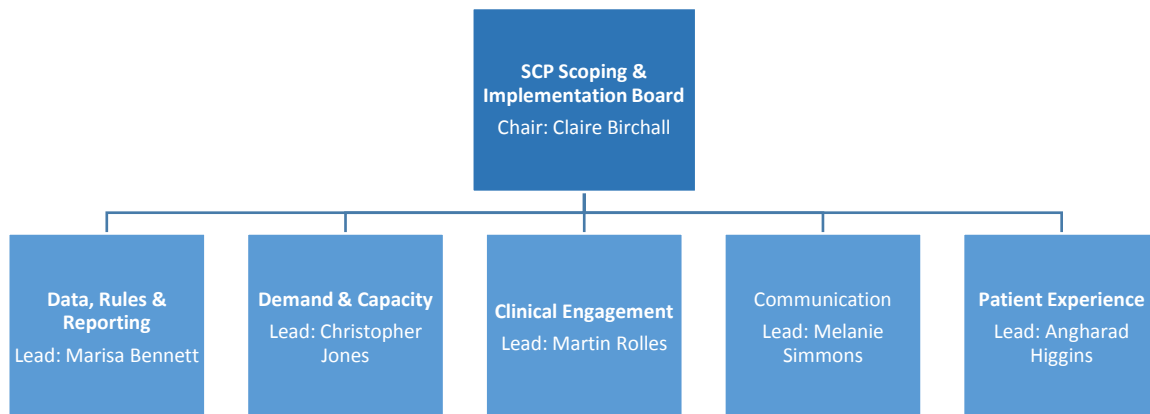 SCP Scoping &
Implementation Board
Chair: Claire Birchall
Data, Rules &
Reporting
Lead: Marisa Bennett
Demand & Capacity
Lead: Christopher
Jones
Clinical Engagement
Lead: Martin Rolles
Communication
Lead: Melanie
Simmons
Patient Experience
Lead: Angharad
Higgins